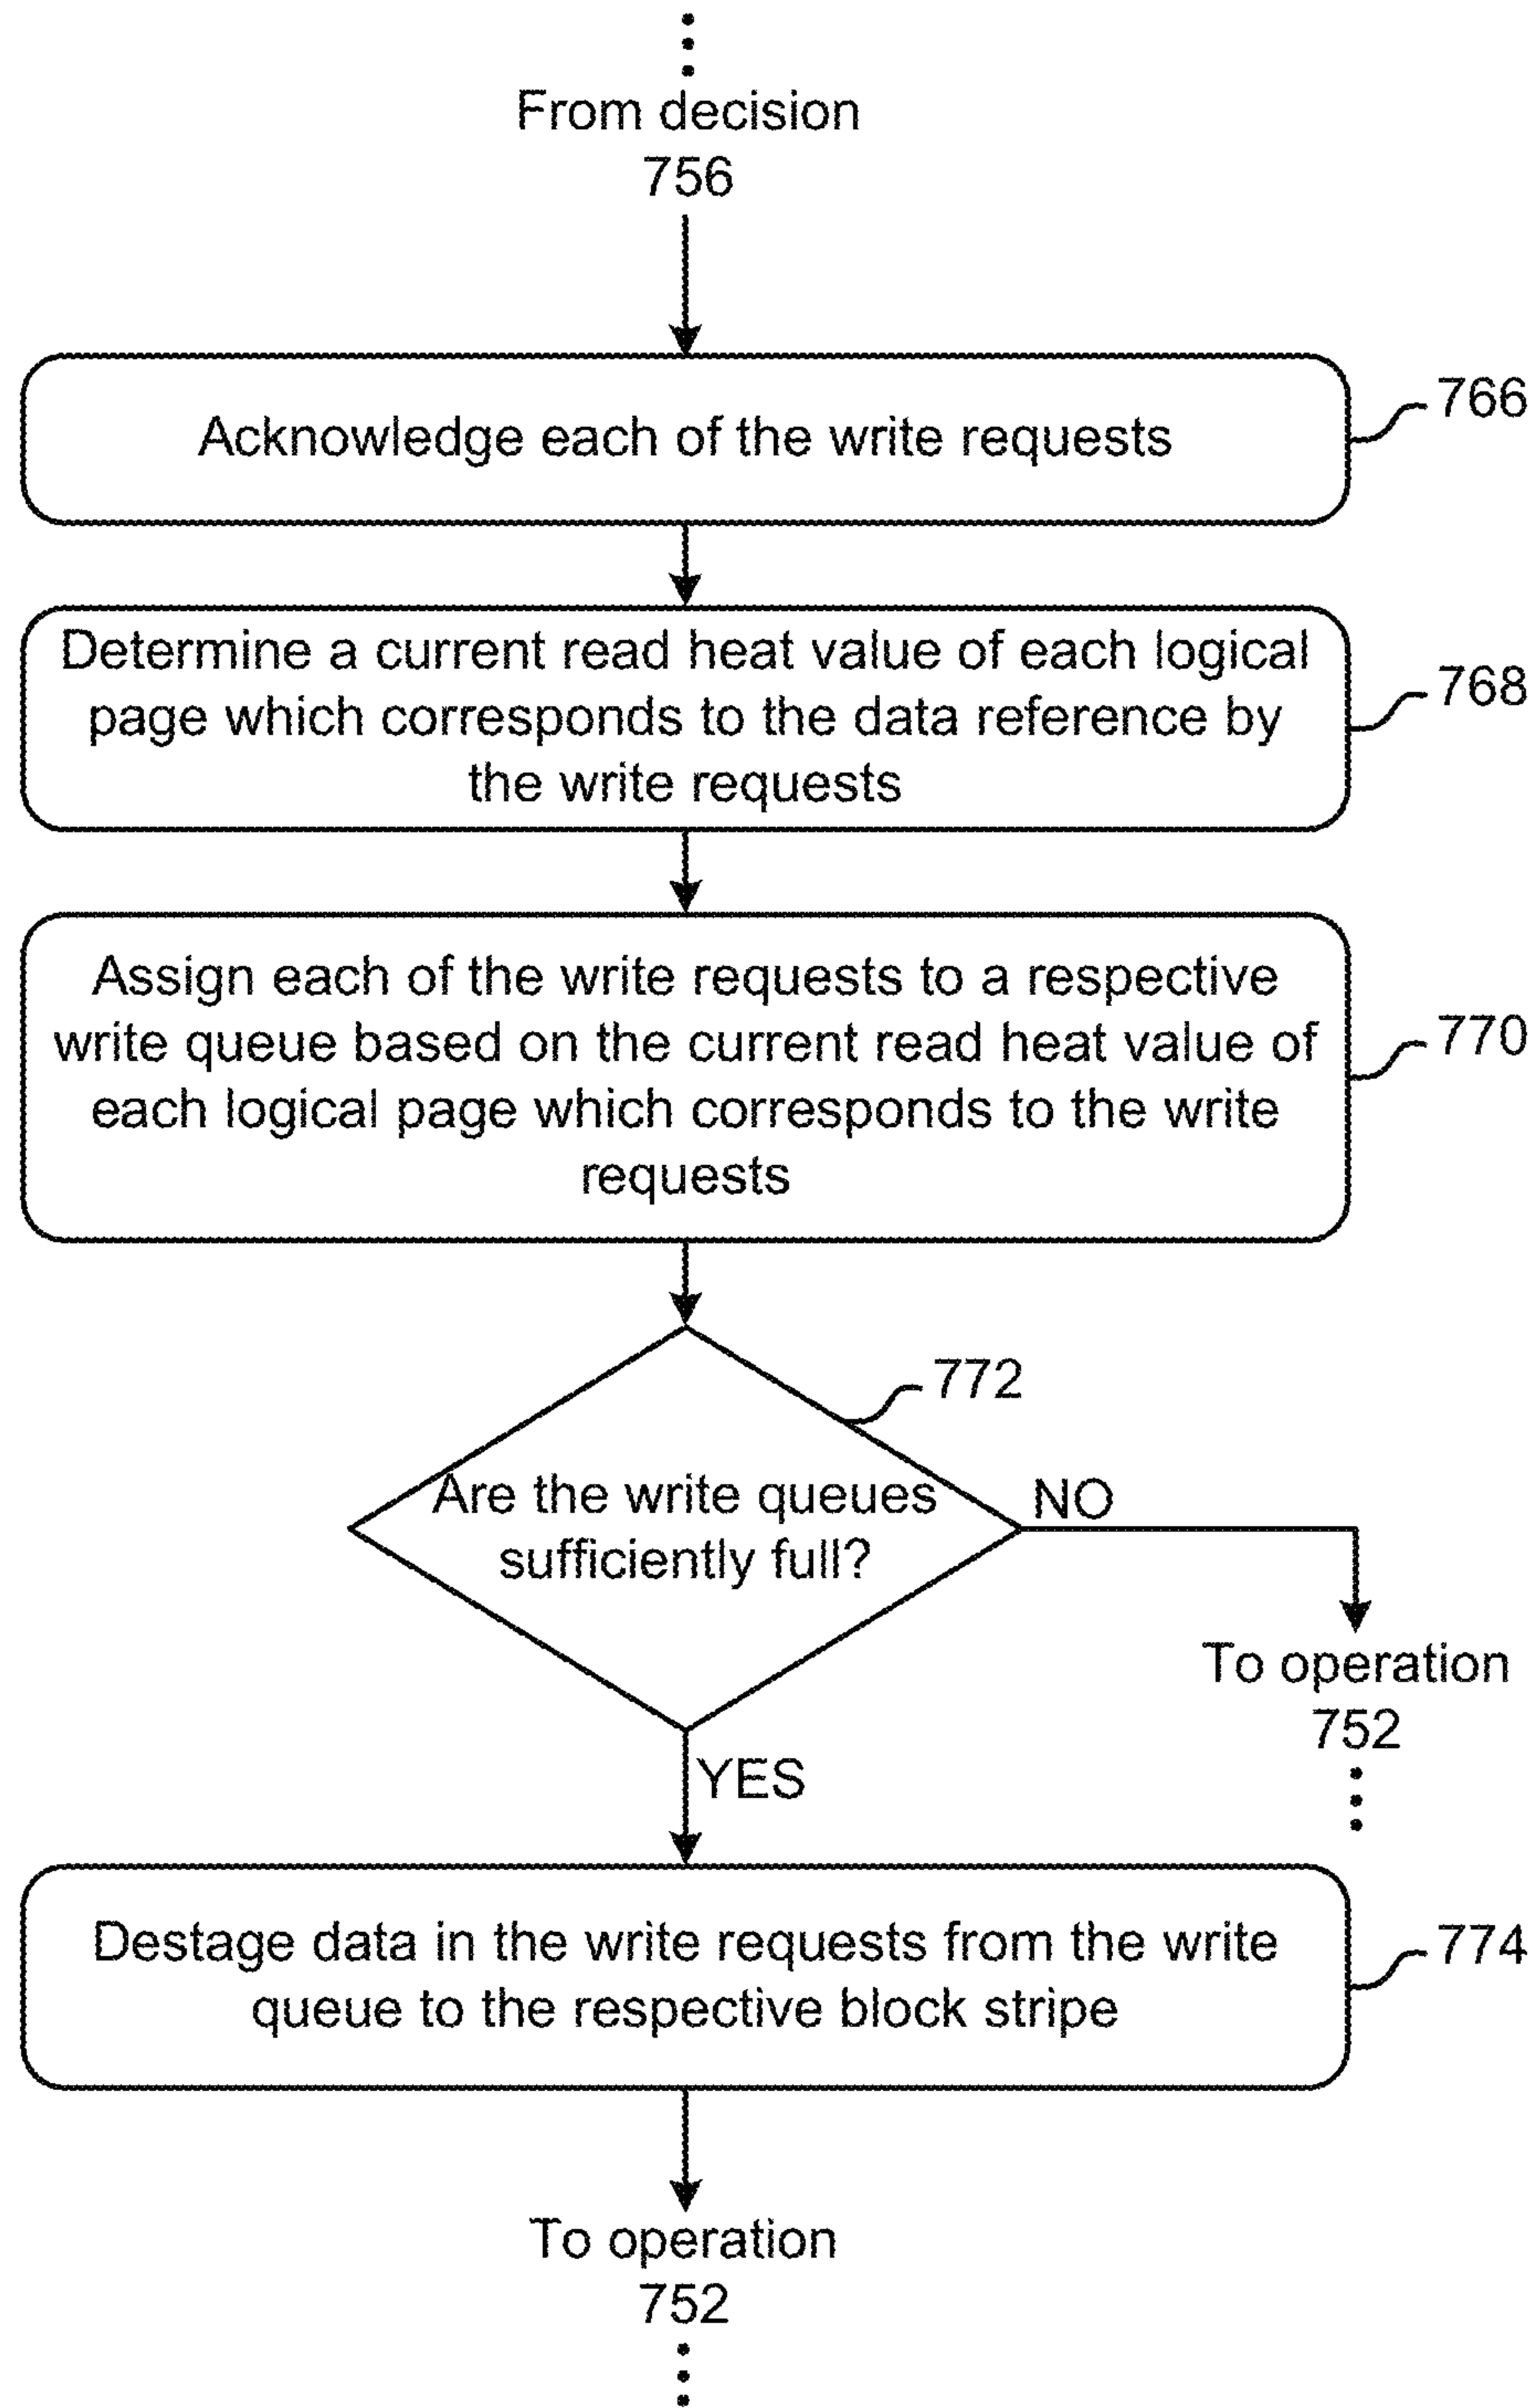 From decision
756
Acknowledge each of the write requests
766
Determine a current read heat value of each logical
page which corresponds to the data reference by
the write requests
768
Assign each of the write requests to a respective
write queue based on the current read heat value of
each logical page which corresponds to the write
requests
770
772
Are the write queues
sufficiently full?
NO
To operation
752
YES
Destage data in the write requests from the write
queue to the respective block stripe
774
To operation
752